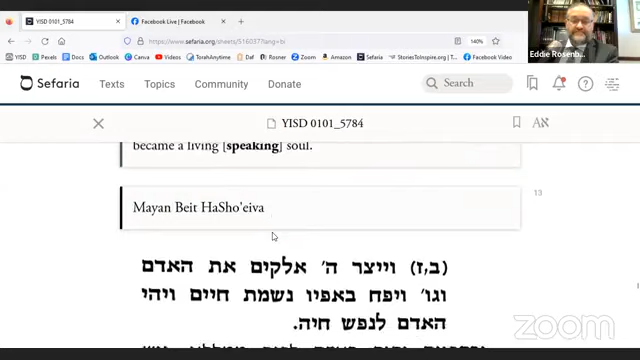 YISD 0101_5784
Facebook Live | Facebook
https://www.sefaria.org/sheets/516037?lang=bi
140%
YISD
Pexels
Docs
Color
Canva
Videos
TorahAnytime
Daf
Rosner
Zoom
Amazon
Sefaria
StoriesToInspire.org
Facebook Video
Eddie Rosenb...
Sefaria
Texts
Topics
Community
Donate
Search
YISD 0101_5784
became a living [speaking] soul.
13
Mayan Beit HaSho'eiva
(ב,ז) וייצר ה' אלקים את האדם
וגו' ויפח באפיו נשמת חיים ויהי
האדם לנפש חיה.
zoom